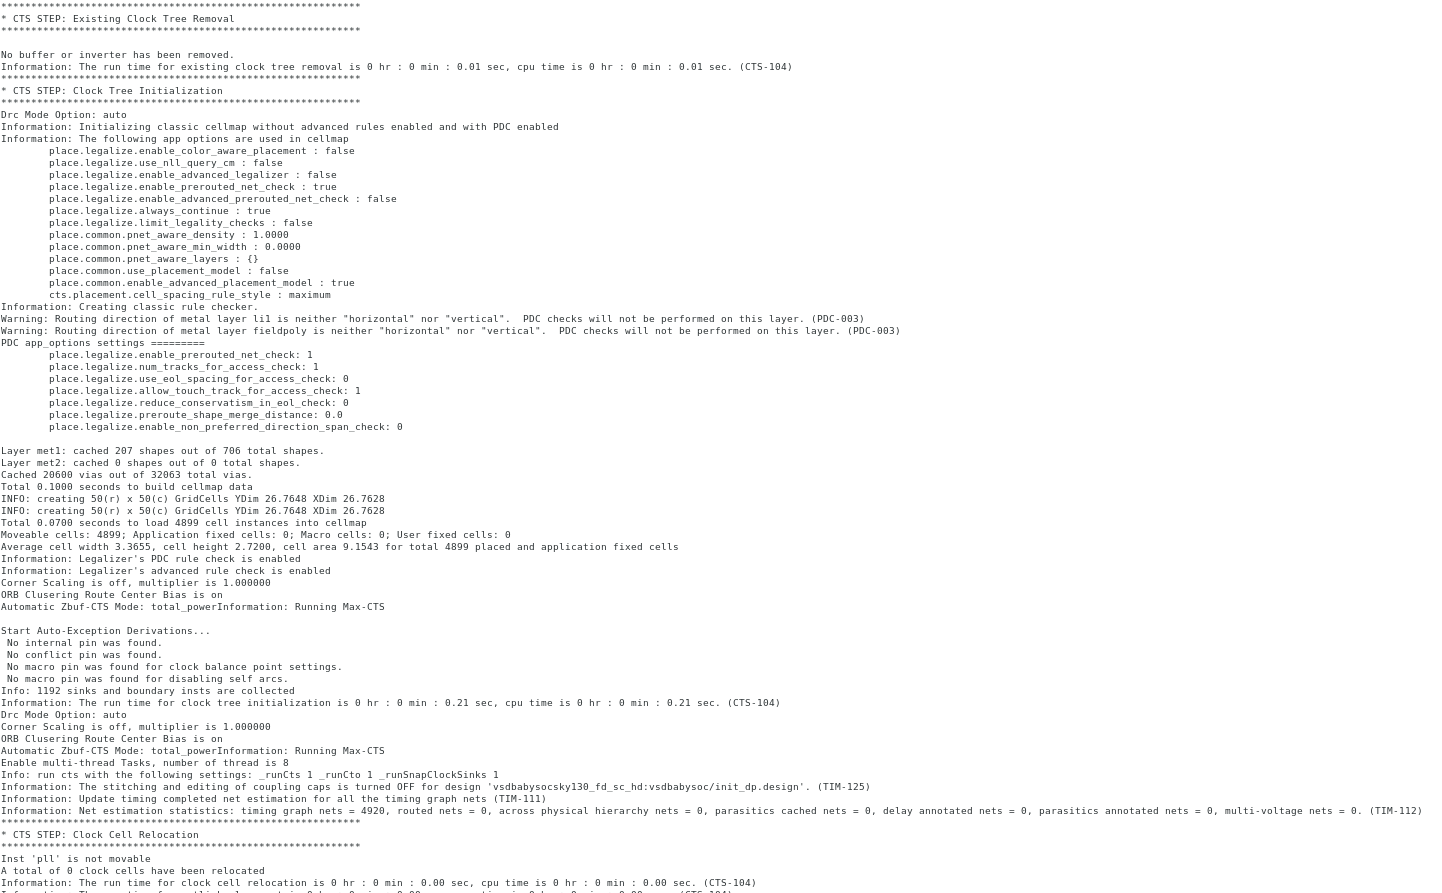 ************************************************************
* CTS STEP: Existing Clock Tree Removal
************************************************************
No buffer or inverter has been removed.
Information: The run time for existing clock tree removal is 0 hr : 0 min : 0.01 sec, cpu time is 0 hr : 0 min : 0.01 sec. (CTS-104)
************************************************************
* CTS STEP: Clock Tree Initialization
************************************************************
Drc Mode Option: auto
Information: Initializing classic cellmap without advanced rules enabled and with PDC enabled
Information: The following app options are used in cellmap
place.legalize.enable_color_aware_placement : false
place.legalize.use_nll_query_cm : false
place.legalize.enable_advanced_legalizer : false
place.legalize.enable_prerouted_net_check : true
place.legalize.enable_advanced_prerouted_net_check : false
place.legalize.always_continue : true
place.legalize.limit_legality_checks : false
place.common.pnet_aware_density : 1.0000
place.common.pnet_aware_min_width : 0.0000
place.common.pnet_aware_layers : {}
place.common.use_placement_model : false
place.common.enable_advanced_placement_model : true
cts.placement.cell_spacing_rule_style : maximum
Information: Creating classic rule checker.
Warning: Routing direction of metal layer li1 is neither "horizontal" nor "vertical".  PDC checks will not be performed on this layer. (PDC-003)
Warning: Routing direction of metal layer fieldpoly is neither "horizontal" nor "vertical".  PDC checks will not be performed on this layer. (PDC-003)
PDC app_options settings =========
place.legalize.enable_prerouted_net_check: 1
place.legalize.num_tracks_for_access_check: 1
place.legalize.use_eol_spacing_for_access_check: 0
place.legalize.allow_touch_track_for_access_check: 1
place.legalize.reduce_conservatism_in_eol_check: 0
place.legalize.preroute_shape_merge_distance: 0.0
place.legalize.enable_non_preferred_direction_span_check: 0
Layer met1: cached 207 shapes out of 706 total shapes.
Layer met2: cached 0 shapes out of 0 total shapes.
Cached 20600 vias out of 32063 total vias.
Total 0.1000 seconds to build cellmap data
INFO: creating 50(r) x 50(c) GridCells YDim 26.7648 XDim 26.7628
INFO: creating 50(r) x 50(c) GridCells YDim 26.7648 XDim 26.7628
Total 0.0700 seconds to load 4899 cell instances into cellmap
Moveable cells: 4899; Application fixed cells: 0; Macro cells: 0; User fixed cells: 0
Average cell width 3.3655, cell height 2.7200, cell area 9.1543 for total 4899 placed and application fixed cells
Information: Legalizer's PDC rule check is enabled
Information: Legalizer's advanced rule check is enabled
Corner Scaling is off, multiplier is 1.000000
ORB Clusering Route Center Bias is on
Automatic Zbuf-CTS Mode: total_powerInformation: Running Max-CTS
Start Auto-Exception Derivations...
No internal pin was found.
No conflict pin was found.
No macro pin was found for clock balance point settings.
No macro pin was found for disabling self arcs.
Info: 1192 sinks and boundary insts are collected
Information: The run time for clock tree initialization is 0 hr : 0 min : 0.21 sec, cpu time is 0 hr : 0 min : 0.21 sec. (CTS-104)
Drc Mode Option: auto
Corner Scaling is off, multiplier is 1.000000
ORB Clusering Route Center Bias is on
Automatic Zbuf-CTS Mode: total_powerInformation: Running Max-CTS
Enable multi-thread Tasks, number of thread is 8
Info: run cts with the following settings: _runCts 1 _runCto 1 _runSnapClockSinks 1
Information: The stitching and editing of coupling caps is turned OFF for design 'vsdbabysocsky130_fd_sc_hd:vsdbabysoc/init_dp.design'. (TIM-125)
Information: Update timing completed net estimation for all the timing graph nets (TIM-111)
Information: Net estimation statistics: timing graph nets = 4920, routed nets = 0, across physical hierarchy nets = 0, parasitics cached nets = 0, delay annotated nets = 0, parasitics annotated nets = 0, multi-voltage nets = 0. (TIM-112)
************************************************************
* CTS STEP: Clock Cell Relocation
************************************************************
Inst 'pll' is not movable
A total of 0 clock cells have been relocated
Information: The run time for clock cell relocation is 0 hr : 0 min : 0.00 sec, cpu time is 0 hr : 0 min : 0.00 sec. (CTS-104)